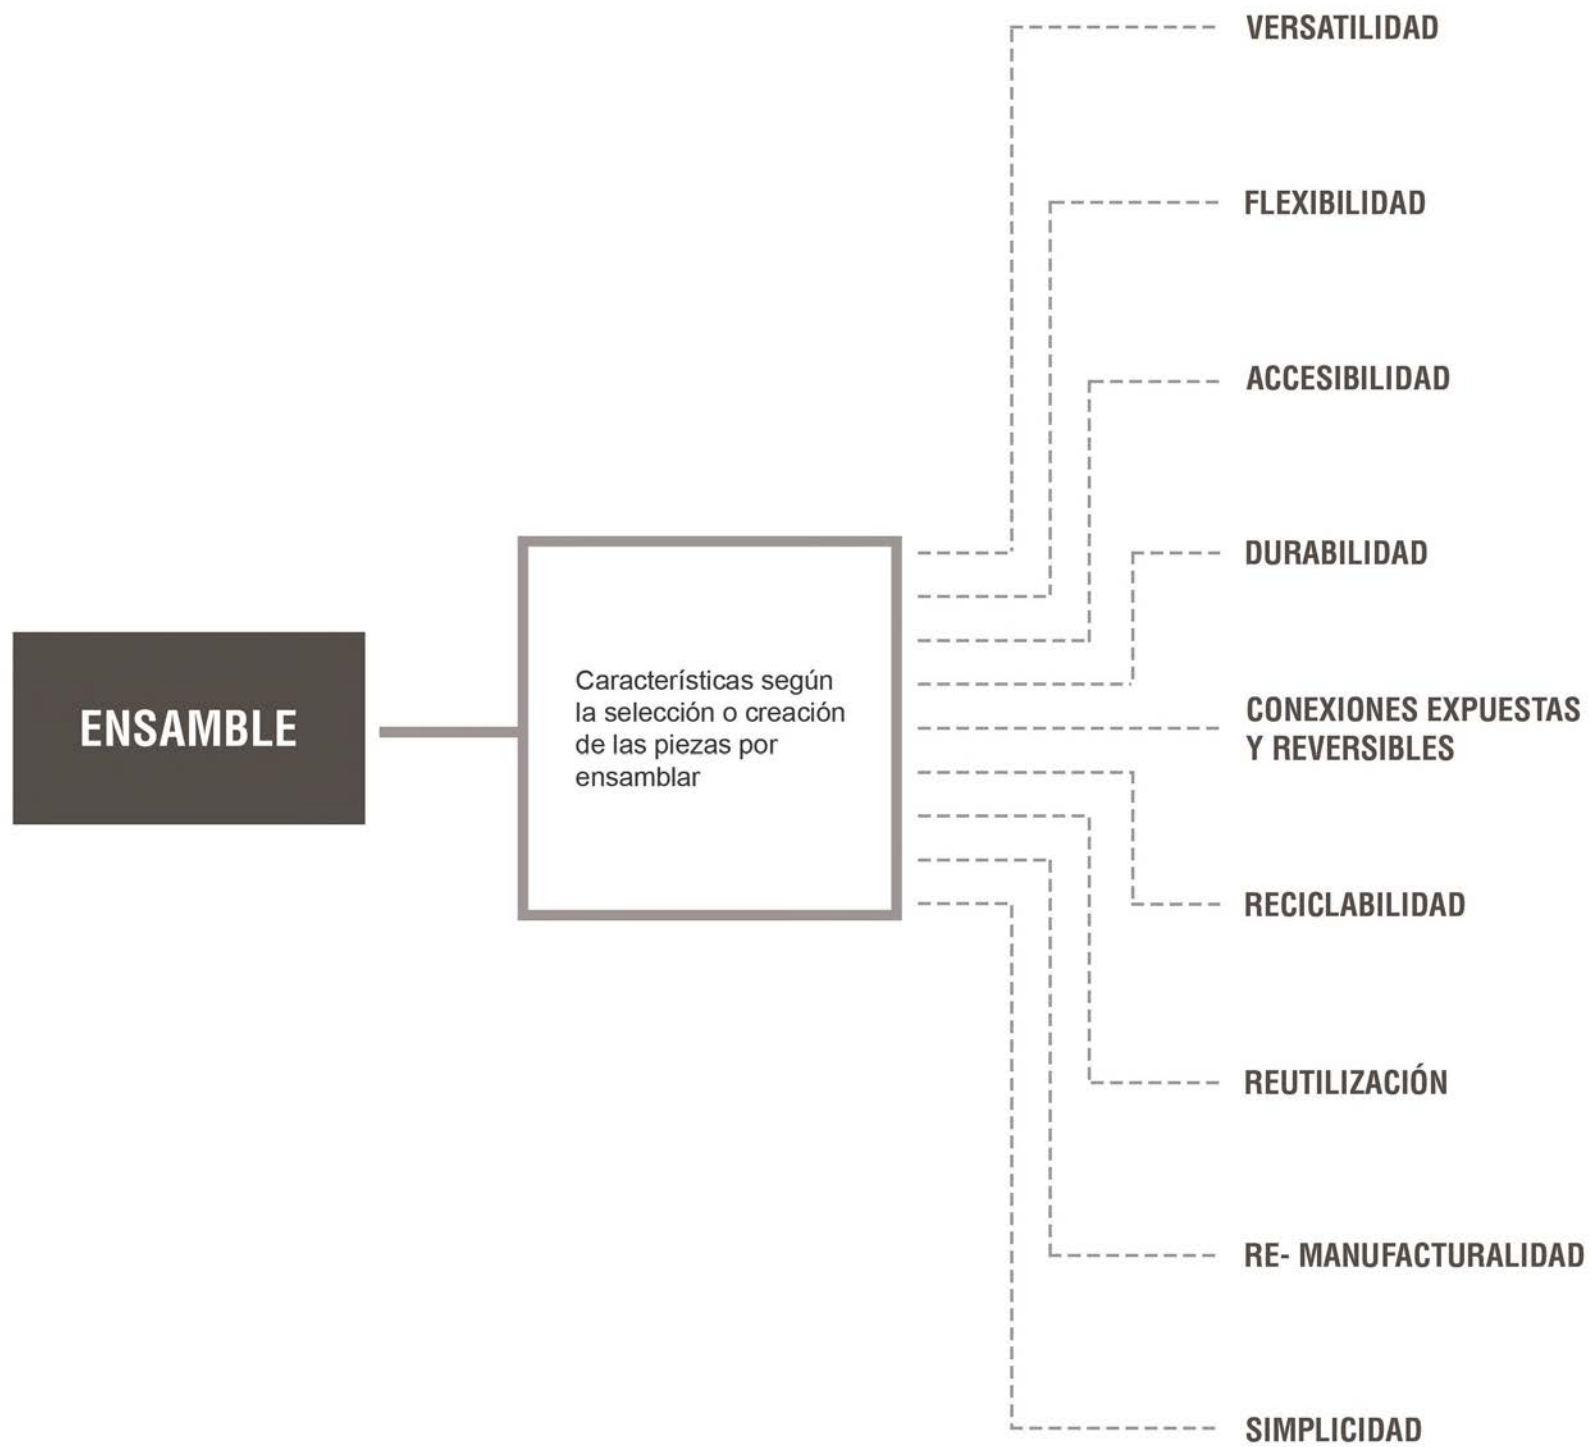 VERSATILIDAD
FLEXIBILIDAD
ACCESIBILIDAD
DURABILIDAD
ENSAMBLE
Características según
la selección o creación
de las piezas por
ensamblar
CONEXIONES EXPUESTAS
Y REVERSIBLES
RECICLABILIDAD
REUTILIZACIÓN
RE- MANUFACTURALIDAD
SIMPLICIDAD